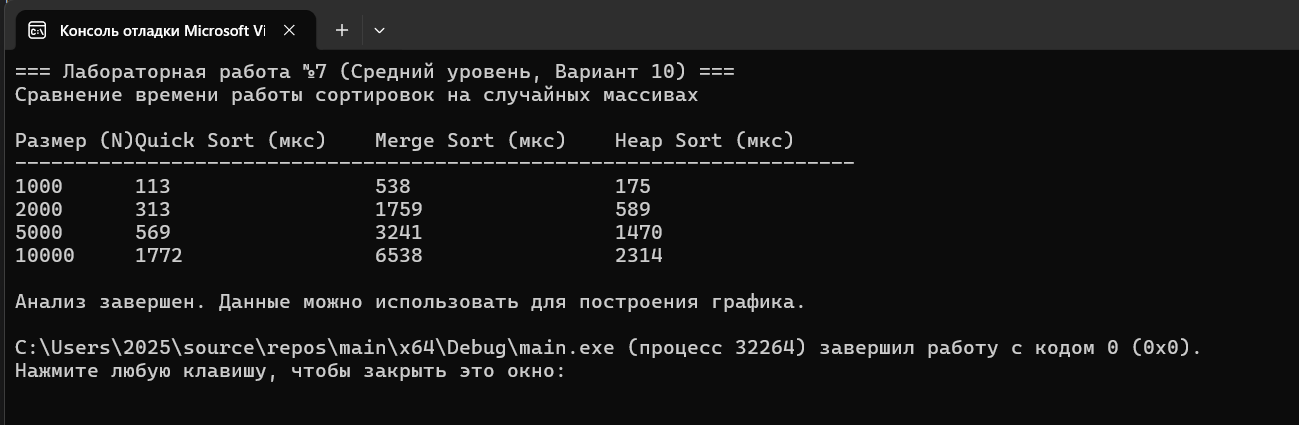 Консоль отладки Microsoft Vi
=== Лабораторная работа №7 (Средний уровень, Вариант 10) ===
Сравнение времени работы сортировок на случайных массивах
Размер (N)Quick Sort (мкс)    Merge Sort (мкс)    Heap Sort (мкс)
----------------------------------------------------------------------
1000      113                 538                 175
2000      313                 1759                589
5000      569                 3241                1470
10000     1772                6538                2314
Анализ завершен. Данные можно использовать для построения графика.
C:\Users\2025\source\repos\main\x64\Debug\main.exe (процесс 32264) завершил работу с кодом 0 (0x0).
Нажмите любую клавишу, чтобы закрыть это окно: